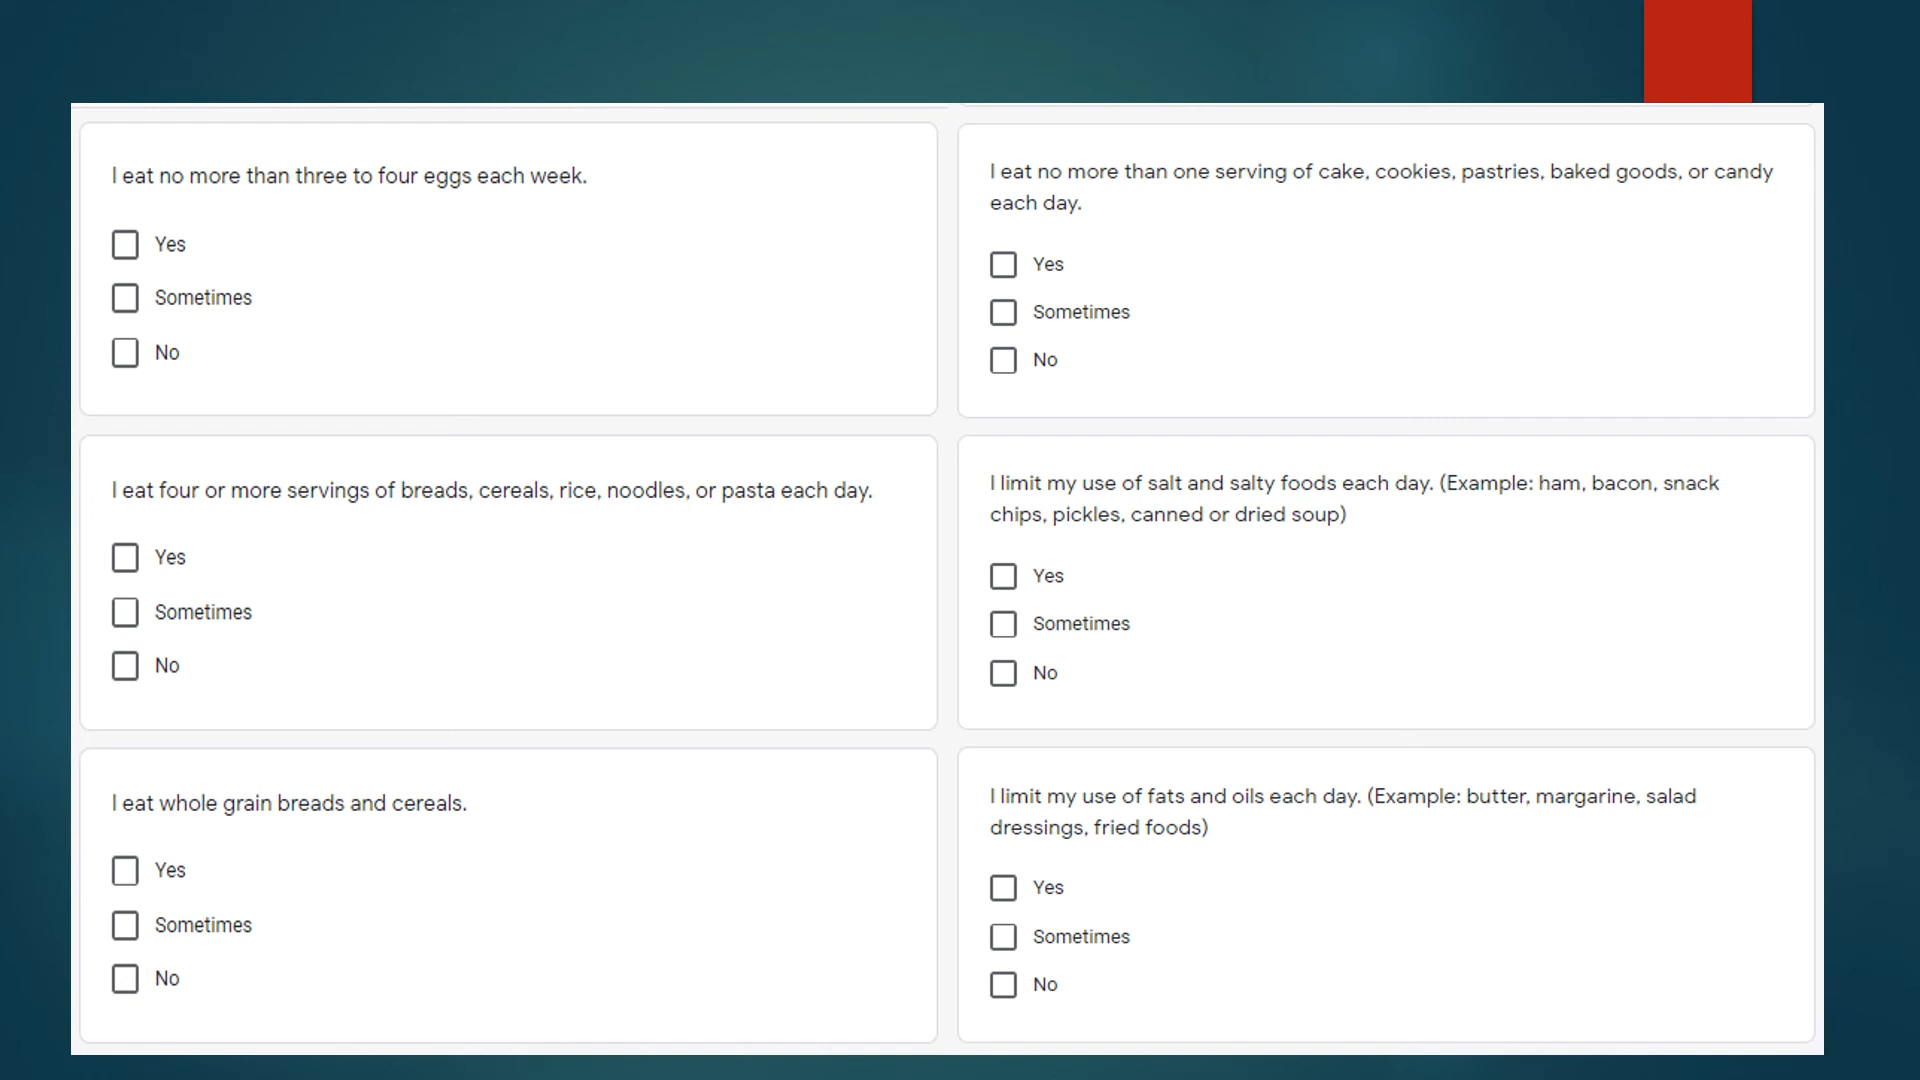 I eat no more than three to four eggs each week.
Yes
Sometimes
No
I eat four or more servings of breads, cereals, rice, noodles, or pasta each day.
Yes
Sometimes
No
I eat whole grain breads and cereals.
Yes
Sometimes
No
I eat no more than one serving of cake, cookies, pastries, baked goods, or candy
each day.
Yes
Sometimes
No
I limit my use of salt and salty foods each day. (Example: ham, bacon, snack
chips, pickles, canned or dried soup)
Yes
Sometimes
No
I limit my use of fats and oils each day. (Example: butter, margarine, salad
dressings, fried foods)
Yes
Sometimes
No